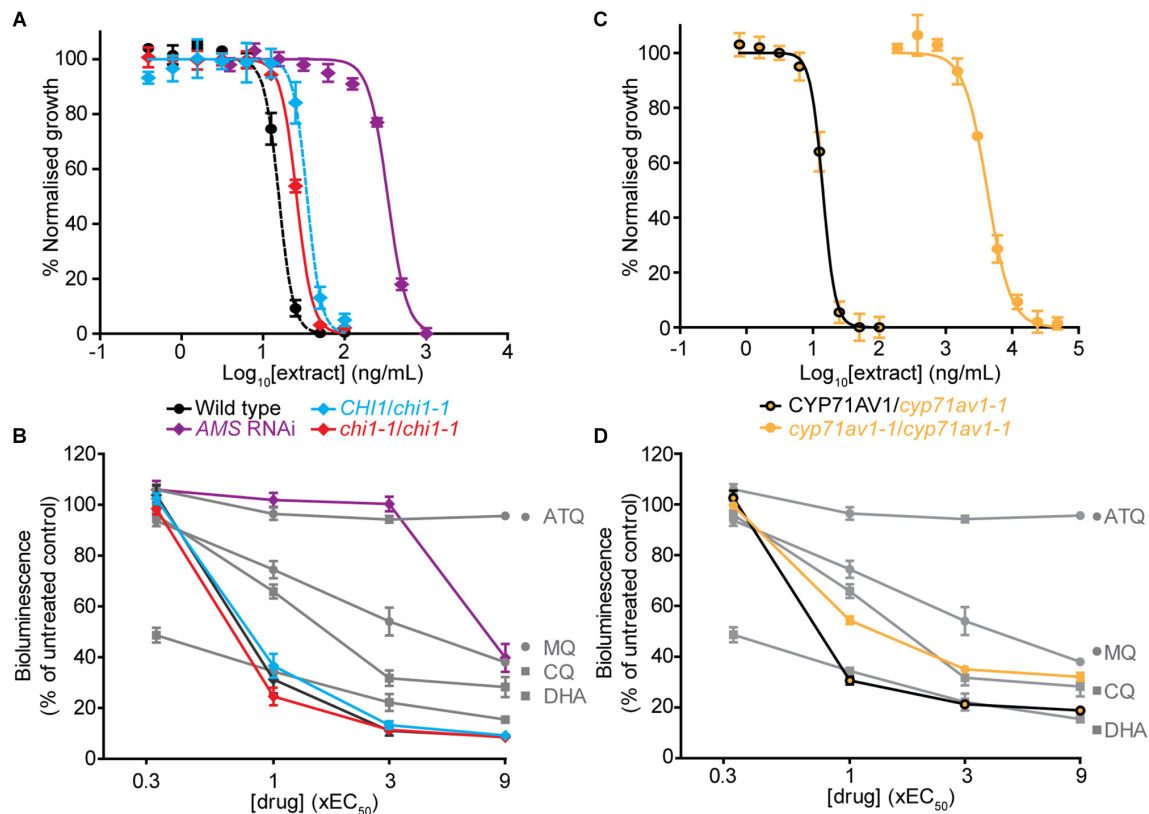 A
% Normalised growth
120
100
80
60
40
20
0
-1 0 1 2 3 4
Log10[extract] (ng/mL)
Wild type
CHI1/chi1-1
AMS RNAi
chi1-1/chi1-1
C
% Normalised growth
120
100
80
60
40
20
0
-1 0 1 2 3 4 5
Log10[extract] (ng/mL)
CYP71AV1/cyp71av1-1
cyp71av1-1/cyp71av1-1
B
Bioluminescence
(% of untreated control)
120
100
80
60
40
20
0
0.3 1 3 9
[drug] (xEC50)
ATQ
MQ
CQ
DHA
D
Bioluminescence
(% of untreated control)
120
100
80
60
40
20
0
0.3 1 3 9
[drug] (xEC50)
ATQ
MQ
CQ
DHA